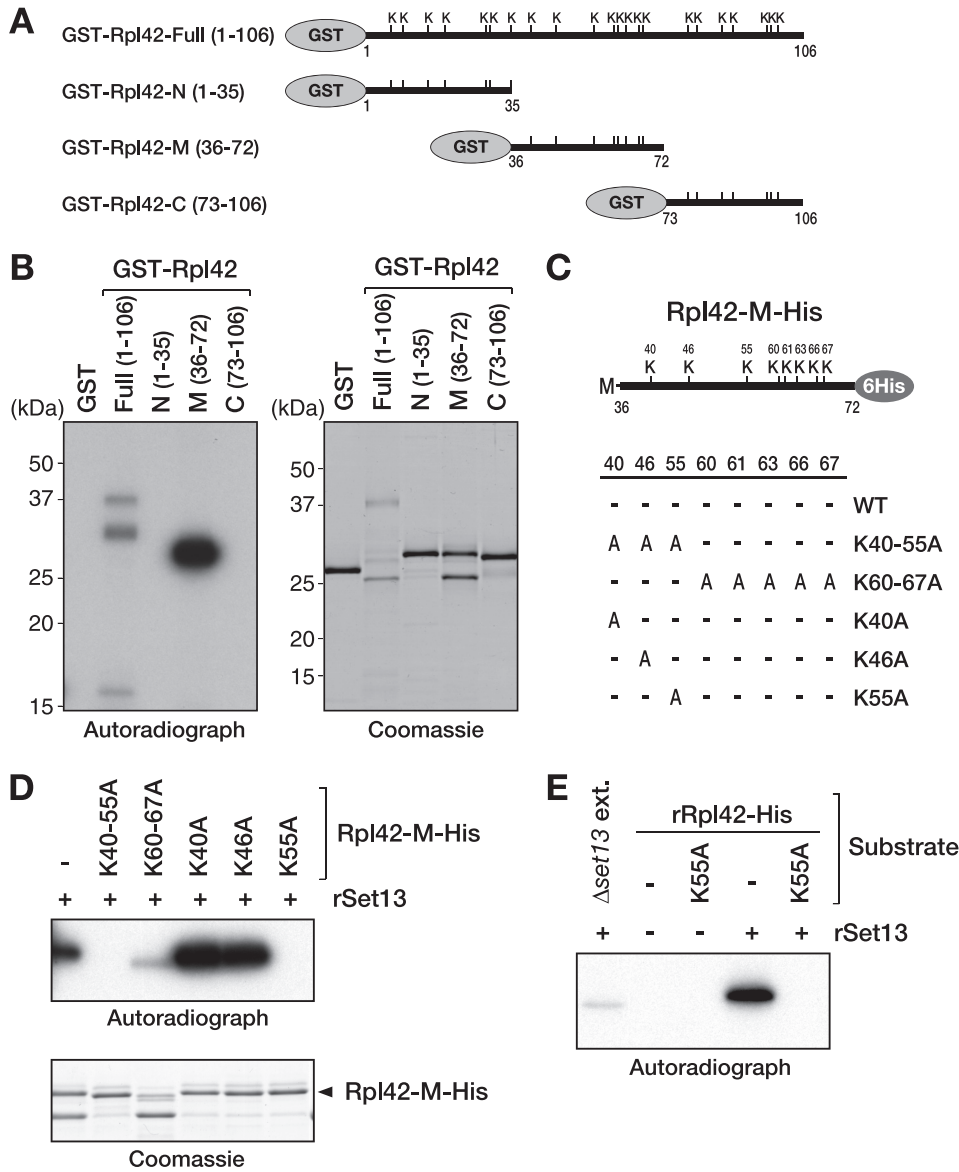 A
GST-Rpl42-Full (1-106)
GST
K K K K K K K K K K K K K K K K K K K K K K
1
106
GST-Rpl42-N (1-35)
GST
1
35
GST-Rpl42-M (36-72)
GST
36
72
GST-Rpl42-C (73-106)
GST
73
106
B
GST-Rpl42
GST
Full (1-106)
N (1-35)
M (36-72)
C (73-106)
(kDa)
50
37
25
20
15
Autoradiograph
GST-Rpl42
GST
Full (1-106)
N (1-35)
M (36-72)
C (73-106)
(kDa)
50
37
25
20
15
Coomassie
C
Rpl42-M-His
40 46 55 60 61 63 66 67
K K K K K K K K
M
36
72
6His
40 46 55 60 61 63 66 67
- - - - - - - - WT
A A A - - - - - K40-55A
- - - A A A A A K60-67A
A - - - - - - - K40A
- A - - - - - - K46A
- - A - - - - - K55A
D
- K40-55A K60-67A K40A K46A K55A
Rpl42-M-His
+ + + + + + rSet13
Autoradiograph
Rpl42-M-His
Coomassie
E
Δset13 ext.
rRpl42-His
- K55A - K55A
Substrate
+ - - + + rSet13
Autoradiograph